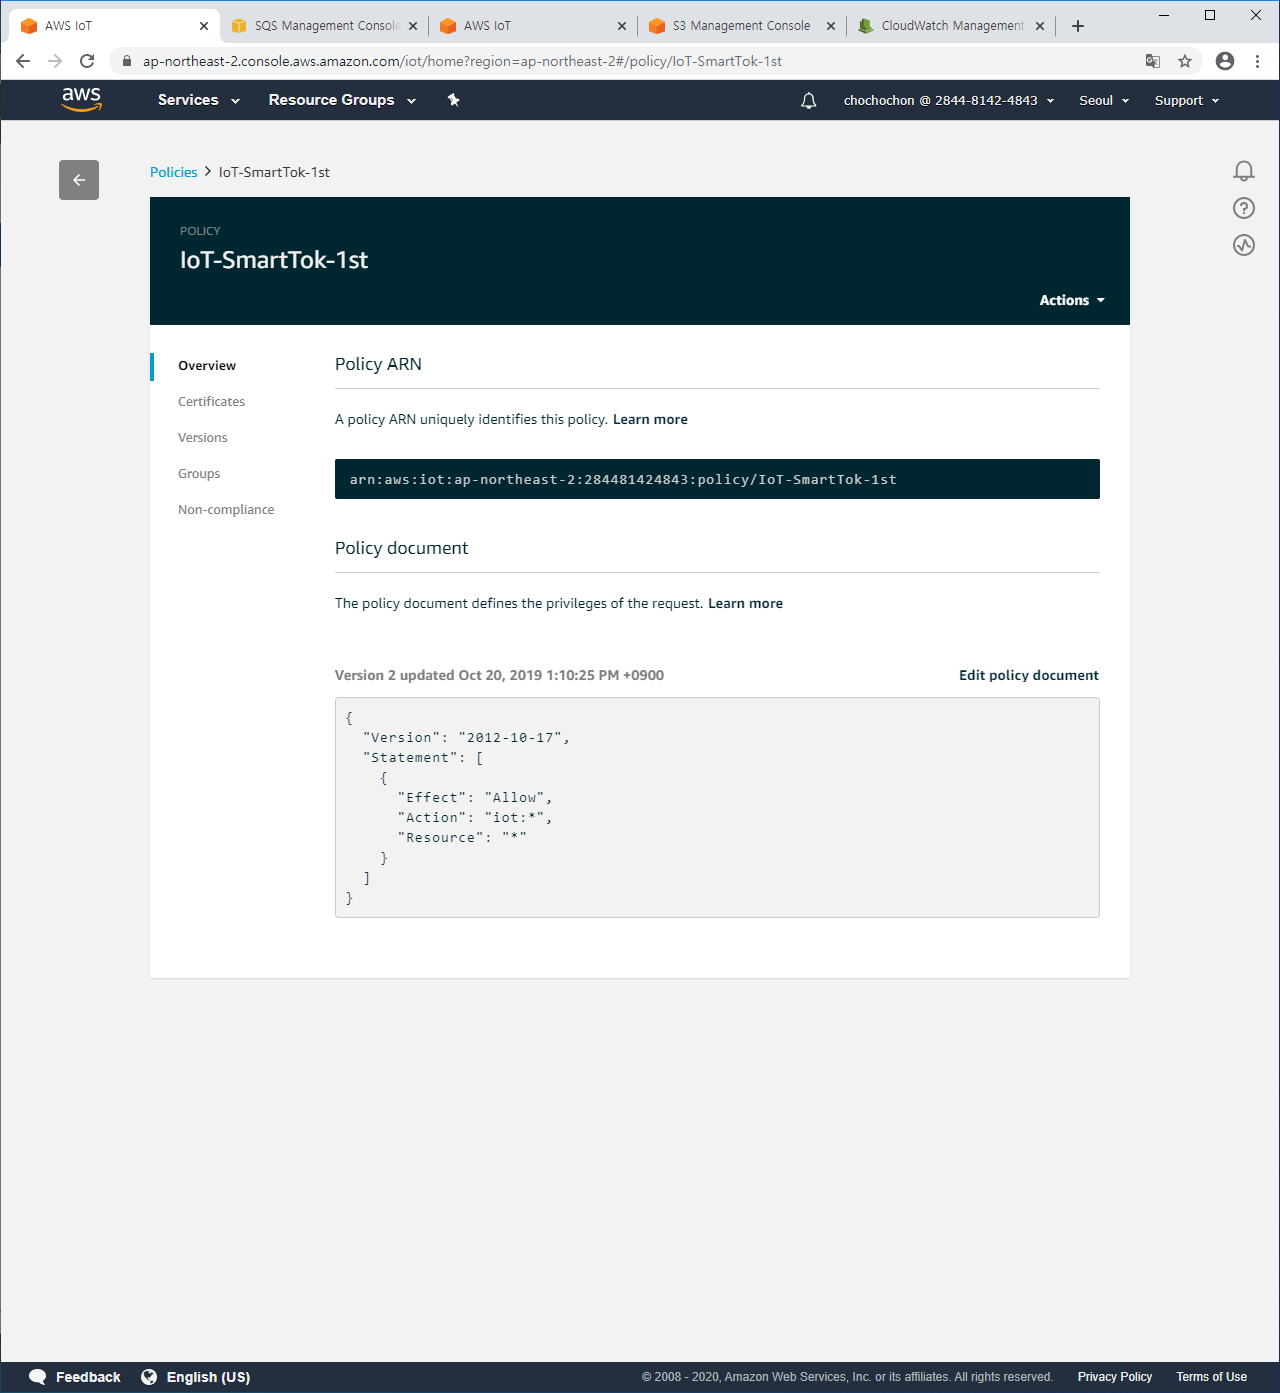 AWS IoT
SQS Management Console
AWS IoT
S3 Management Console
CloudWatch Management
ap-northeast-2.console.aws.amazon.com/iot/home?region=ap-northeast-2#/policy/IoT-SmartTok-1st
aws
Services
Resource Groups
chochochon @ 2844-8142-4843
Seoul
Support
Policies > IoT-SmartTok-1st
POLICY
IoT-SmartTok-1st
Actions
Overview
Certificates
Versions
Groups
Non-compliance
Policy ARN
A policy ARN uniquely identifies this policy. Learn more
arn:aws:iot:ap-northeast-2:284481424843:policy/IoT-SmartTok-1st
Policy document
The policy document defines the privileges of the request. Learn more
Version 2 updated Oct 20, 2019 1:10:25 PM +0900
Edit policy document
{
  "Version": "2012-10-17",
  "Statement": [
    {
      "Effect": "Allow",
      "Action": "iot:*",
      "Resource": "*"
    }
  ]
}
Feedback
English (US)
© 2008 - 2020, Amazon Web Services, Inc. or its affiliates. All rights reserved.
Privacy Policy
Terms of Use